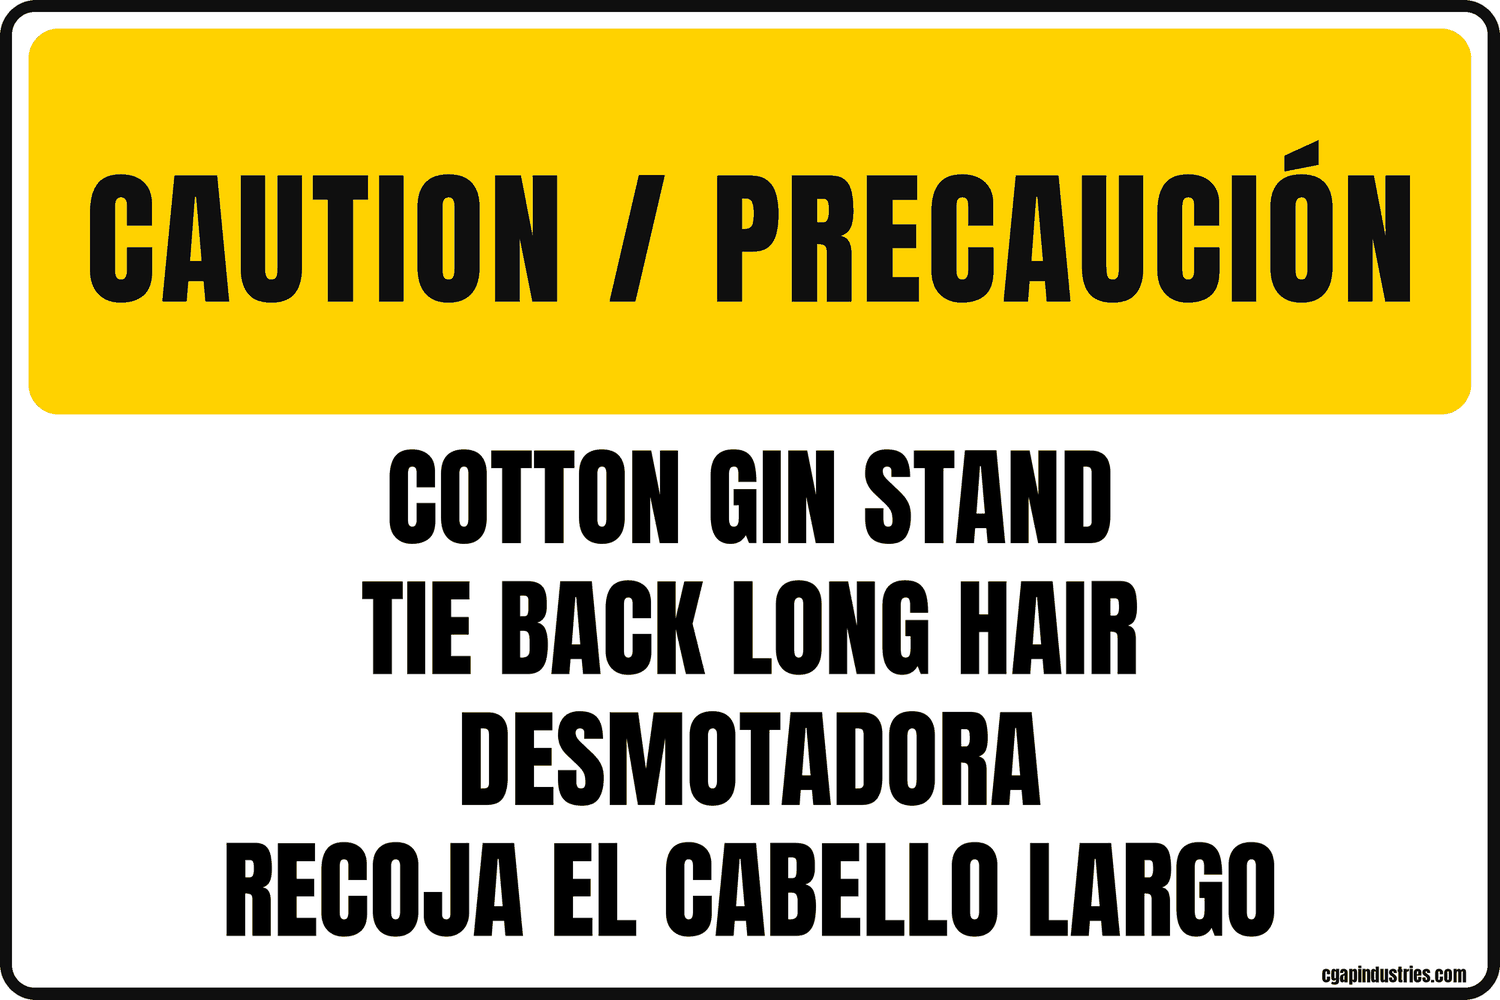 CAUTION / PRECAUCIÓN
COTTON GIN STAND
TIE BACK LONG HAIR
DESMOTADORA
RECOJA EL CABELLO LARGO
cgapindustries.com